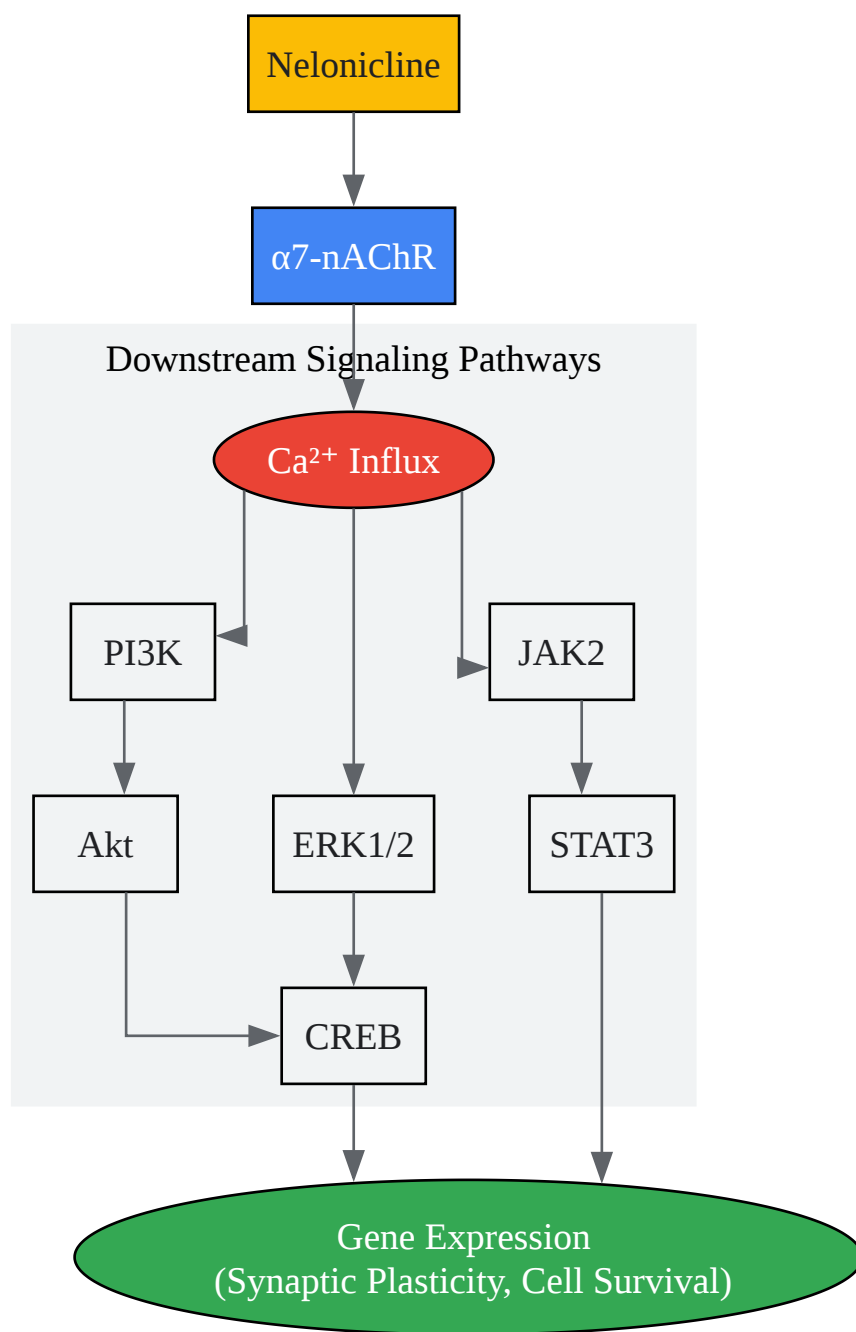 Nelonicline
α7-nAChR
Downstream Signaling Pathways
Ca²⁺ Influx
PI3K
JAK2
Akt
ERK1/2
STAT3
CREB
Gene Expression
(Synaptic Plasticity, Cell Survival)